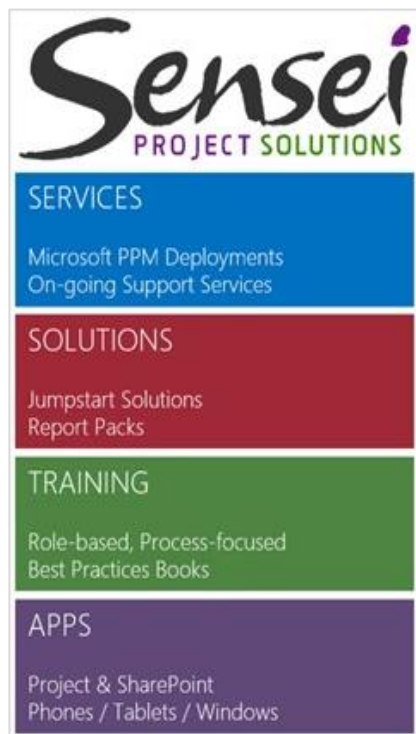 Sensei
PROJECT SOLUTIONS
SERVICES
Microsoft PPM Deployments
On-going Support Services
SOLUTIONS
Jumpstart Solutions
Report Packs
TRAINING
Role-based, Process-focused
Best Practices Books
APPS
Project & SharePoint
Phones / Tablets / Windows